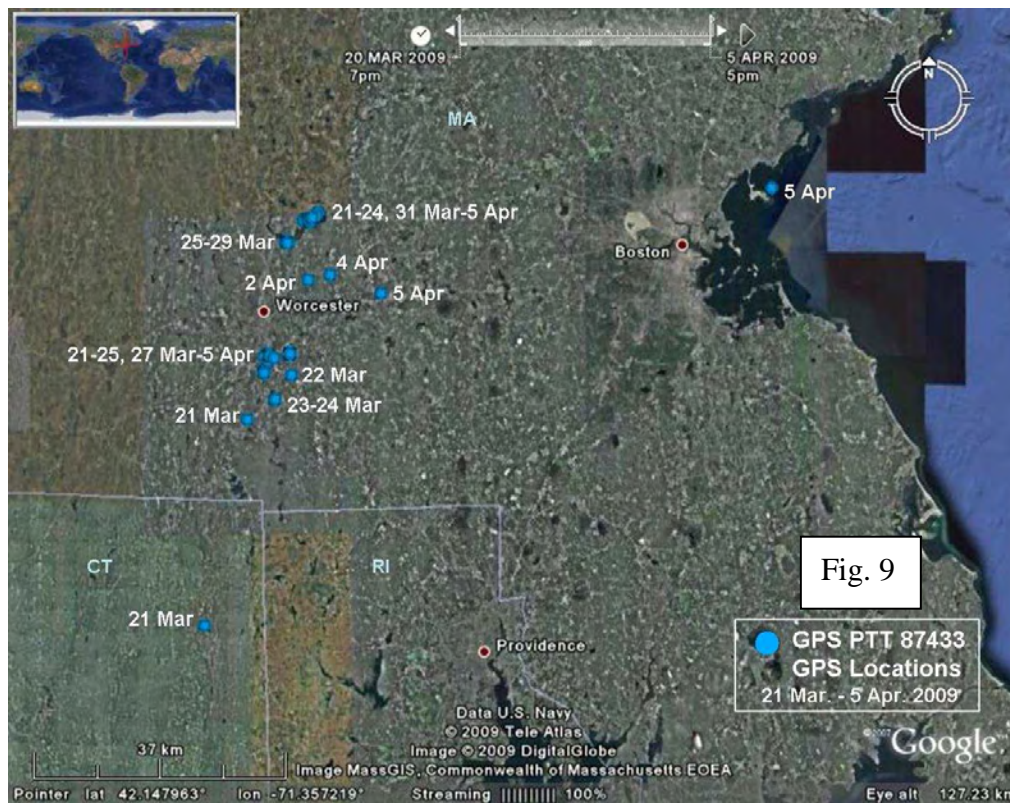 20 MAR 2009
7pm
5 APR 2009
5pm
N
MA
5 Apr
21-24, 31 Mar-5 Apr
25-29 Mar
Boston
4 Apr
2 Apr
5 Apr
Worcester
21-25, 27 Mar-5 Apr
22 Mar
23-24 Mar
21 Mar
CT
RI
Fig. 9
21 Mar
GPS PTT 87433
GPS Locations
21 Mar. - 5 Apr. 2009
Providence
Data U.S. Navy
© 2009 Tele Atlas
Image © 2009 DigitalGlobe
Image MassGIS, Commonwealth of Massachusetts EOEA
37 km
©2007 Google
Pointer lat 42.147963° lon -71.357219° Streaming 100% Eye alt 127.23 km